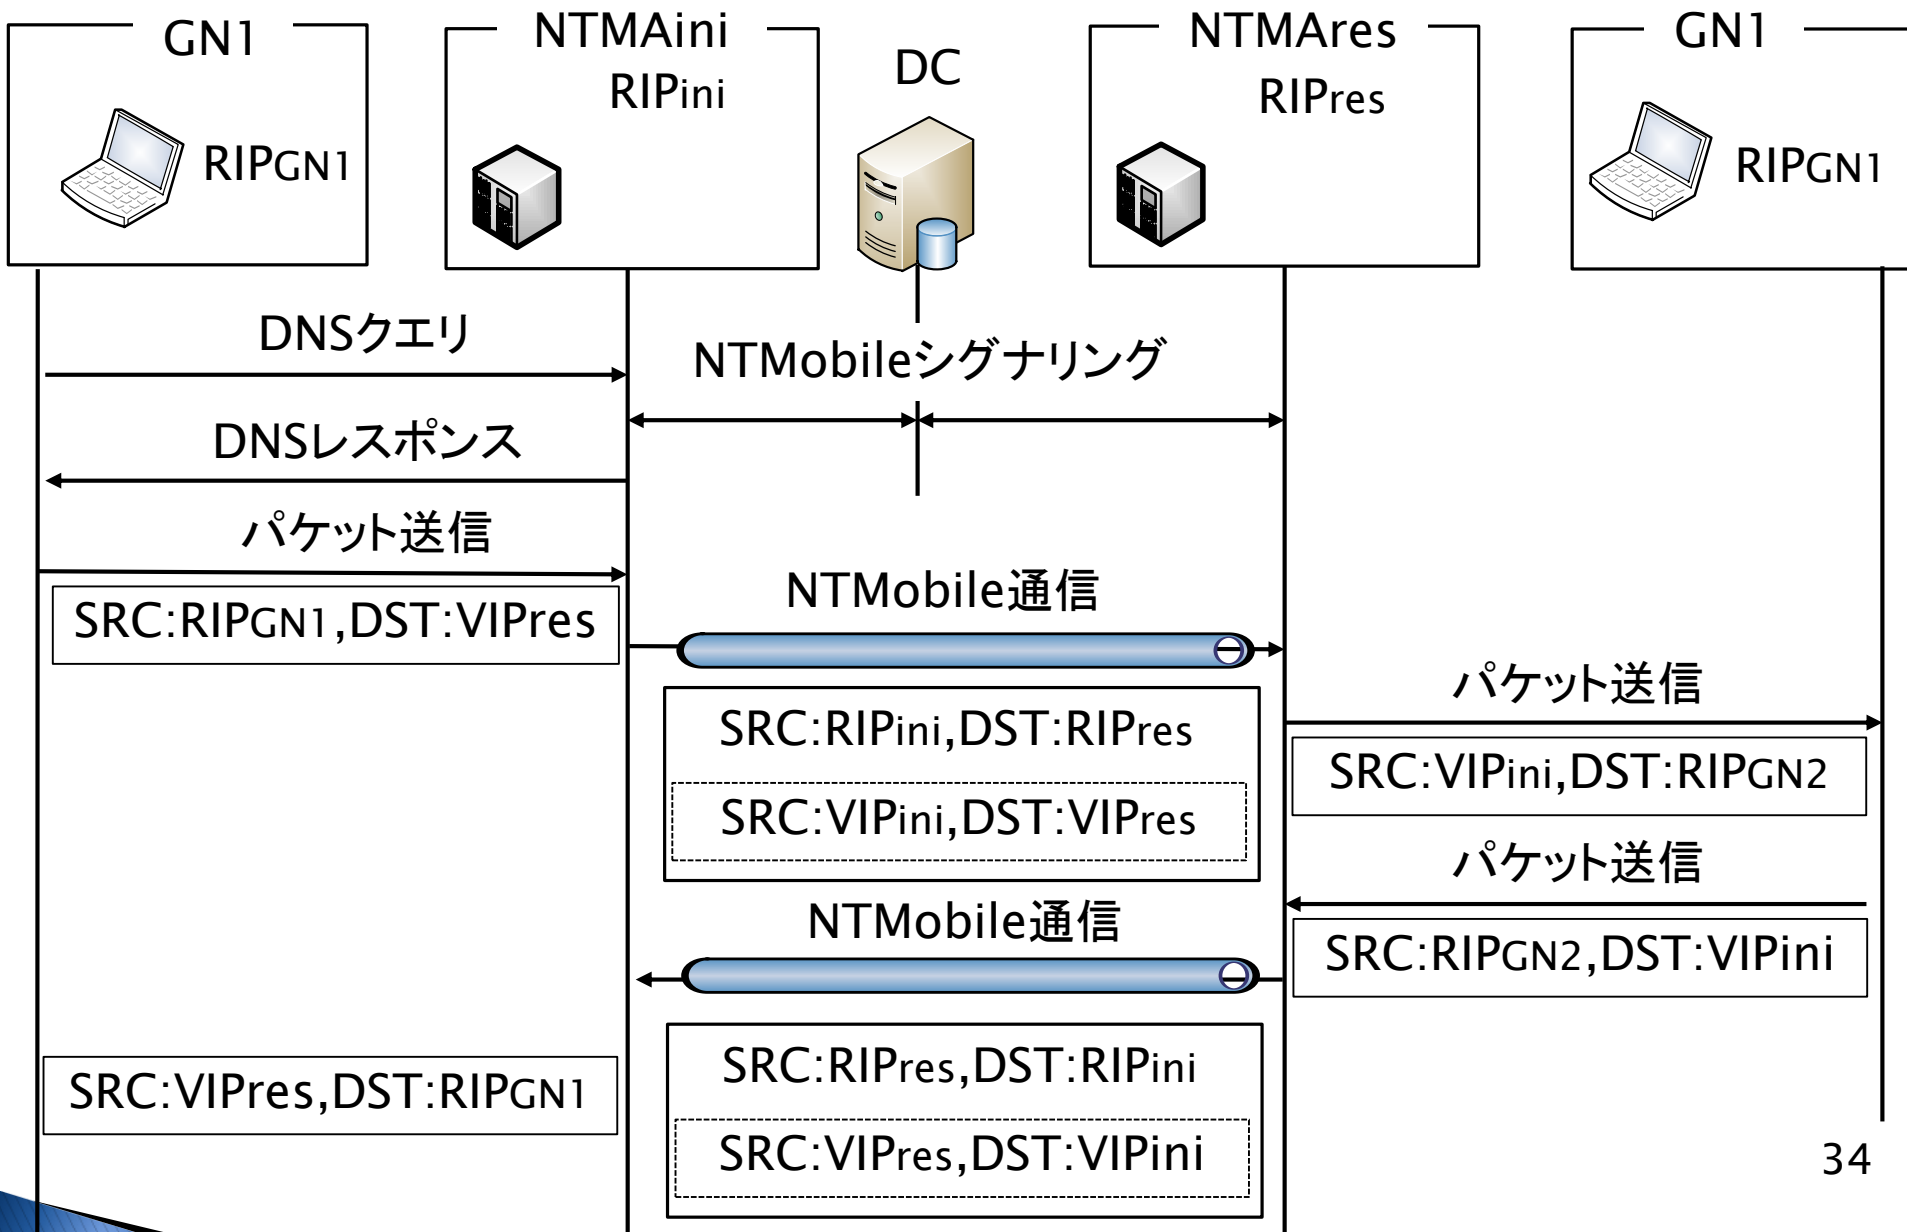 GN1
RIPGN1
NTMAini
RIPini
DC
NTMAres
RIPres
GN1
RIPGN1
DNSクエリ
NTMobileシグナリング
DNSレスポンス
パケット送信
SRC:RIPGN1,DST:VIPres
NTMobile通信
SRC:RIPini,DST:RIPres
SRC:VIPini,DST:VIPres
パケット送信
SRC:VIPini,DST:RIPGN2
パケット送信
SRC:RIPGN2,DST:VIPini
NTMobile通信
SRC:RIPres,DST:RIPini
SRC:VIPres,DST:VIPini
SRC:VIPres,DST:RIPGN1
34